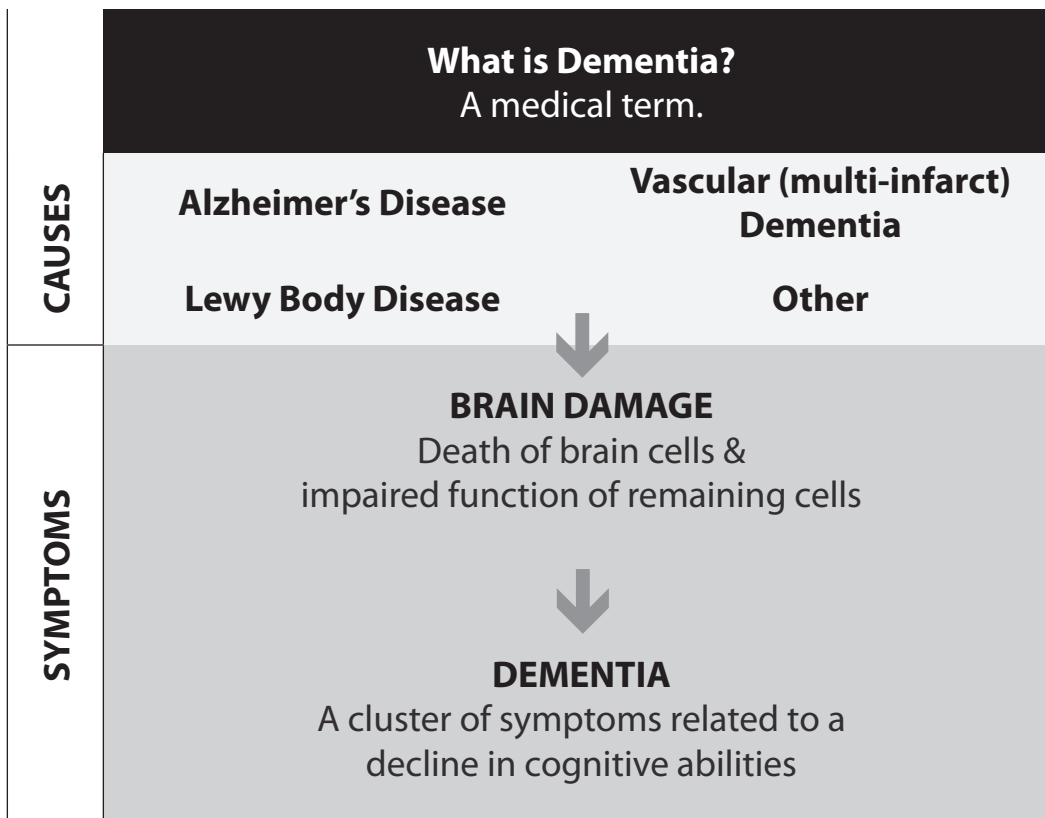 What is Dementia?
A medical term.
CAUSES
Alzheimer’s Disease
Vascular (multi-infarct)
Dementia
Lewy Body Disease
Other
SYMPTOMS
BRAIN DAMAGE
Death of brain cells &
impaired function of remaining cells
DEMENTIA
A cluster of symptoms related to a
decline in cognitive abilities